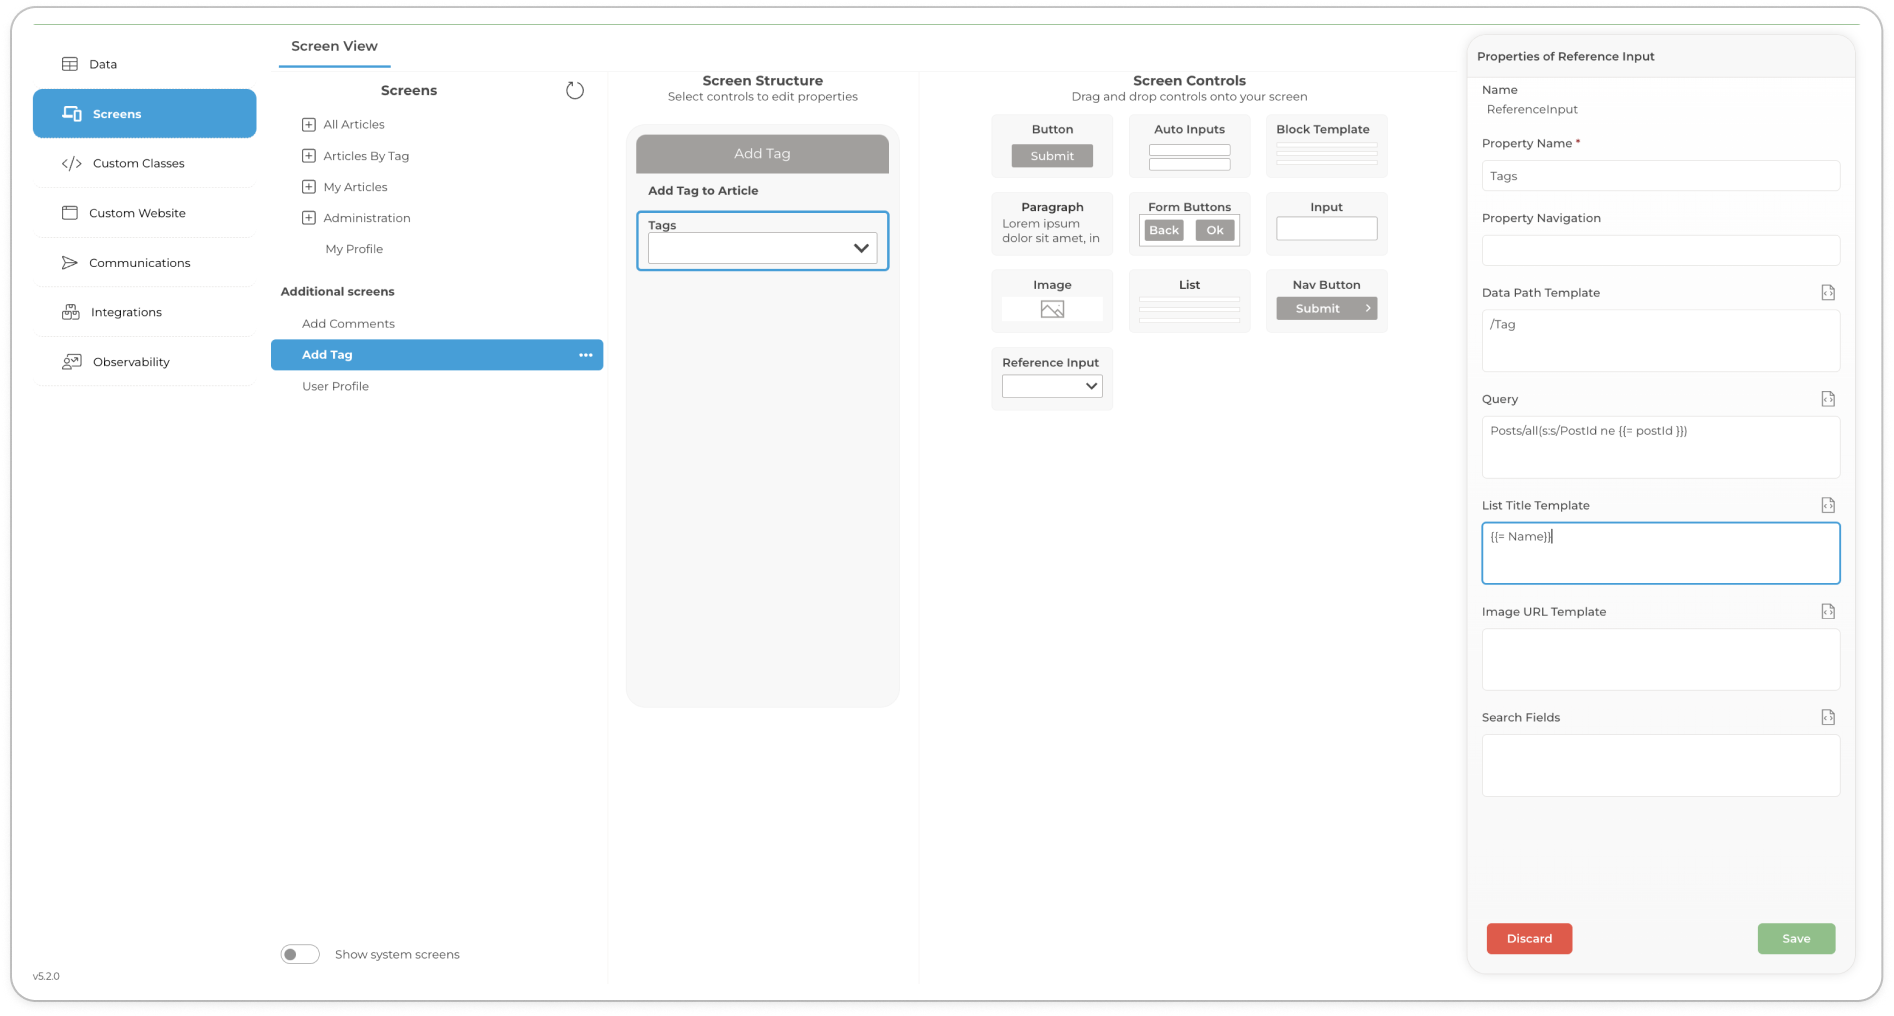 Data
Screens
Custom Classes
Custom Website
Communications
Integrations
Observability
v5.2.0
Screen View
Screens
All Articles
Articles By Tag
My Articles
Administration
My Profile
Additional screens
Add Comments
Add Tag
User Profile
Show system screens
Screen Structure
Select controls to edit properties
Add Tag
Add Tag to Article
Tags
Screen Controls
Drag and drop controls onto your screen
Button
Submit
Auto Inputs
Block Template
Paragraph
Lorem ipsum
dolor sit amet, in
Form Buttons
Back Ok
Input
Image
List
Nav Button
Submit
Reference Input
Properties of Reference Input
Name
ReferenceInput
Property Name *
Tags
Property Navigation
Data Path Template
/Tag
Query
Posts/all(s:s/PostId ne {{= postId }})
List Title Template
{{= Name}}
Image URL Template
Search Fields
Discard
Save